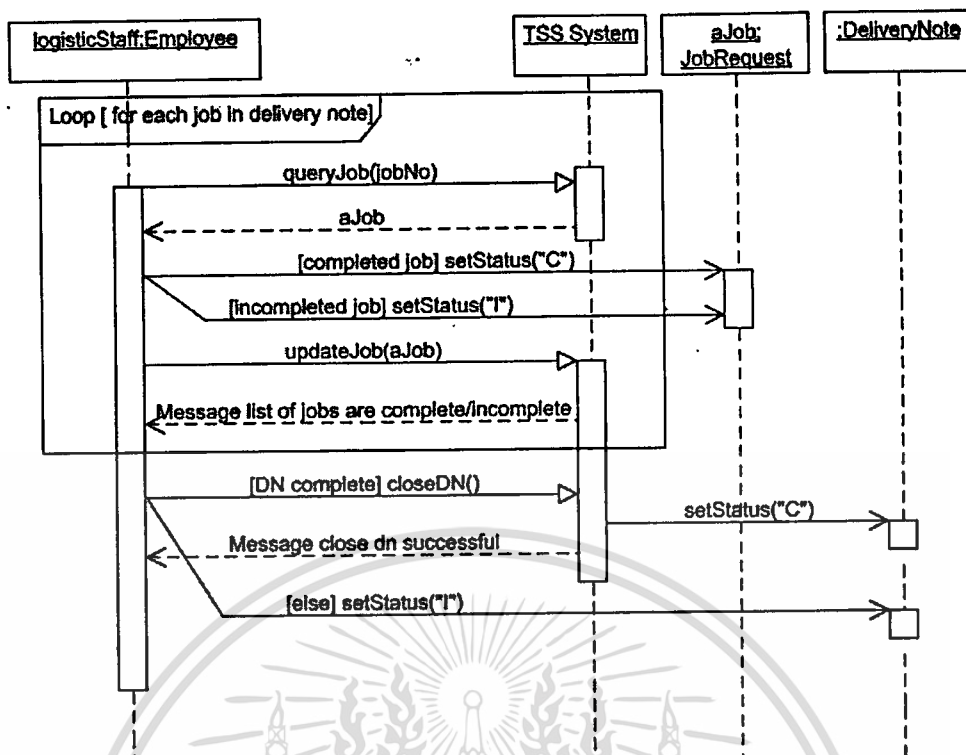 logisticStaff:Employee
TSS System
aJob:
JobRequest
:DeliveryNote
Loop [ for each job in delivery note]
queryJob(jobNo)
aJob
[completed job] setStatus("C")
[incompleted job] setStatus("I")
updateJob(aJob)
Message list of jobs are complete/incomplete
[DN complete] closeDN()
setStatus("C")
Message close dn successful
[else] setStatus("I")